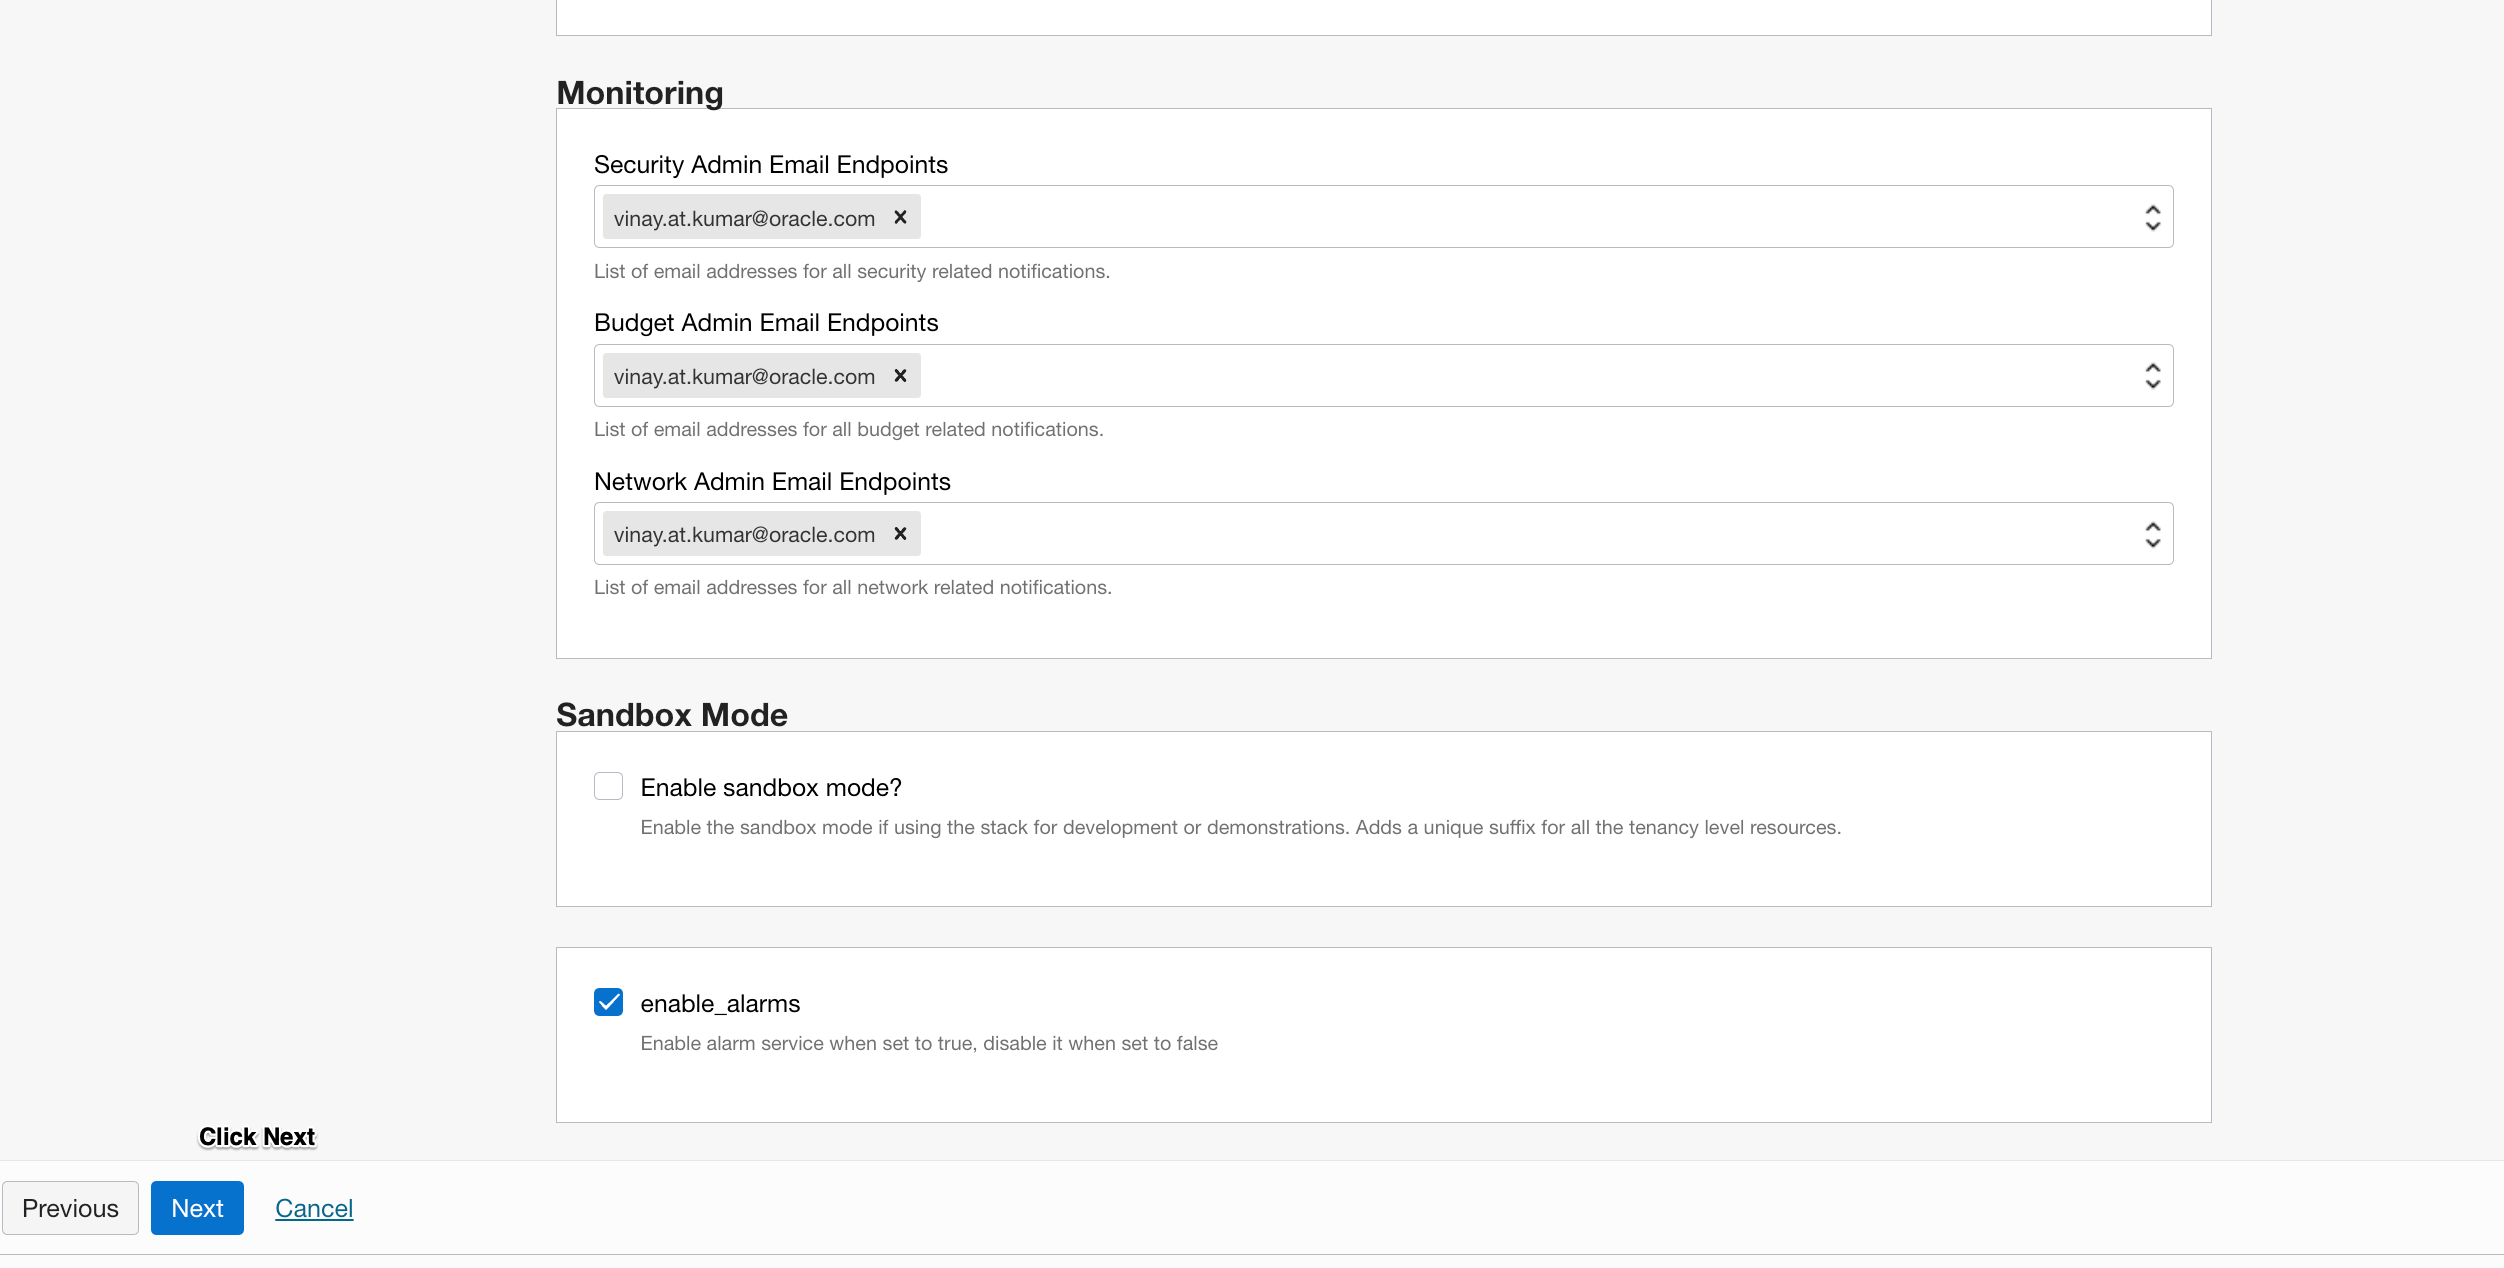 Monitoring
Security Admin Email Endpoints
vinay.at.kumar@oracle.com
List of email addresses for all security related notifications.
Budget Admin Email Endpoints
vinay.at.kumar@oracle.com
List of email addresses for all budget related notifications.
Network Admin Email Endpoints
vinay.at.kumar@oracle.com
List of email addresses for all network related notifications.
Sandbox Mode
Enable sandbox mode?
Enable the sandbox mode if using the stack for development or demonstrations. Adds a unique suffix for all the tenancy level resources.
enable_alarms
Enable alarm service when set to true, disable it when set to false
Click Next
Previous Next Cancel